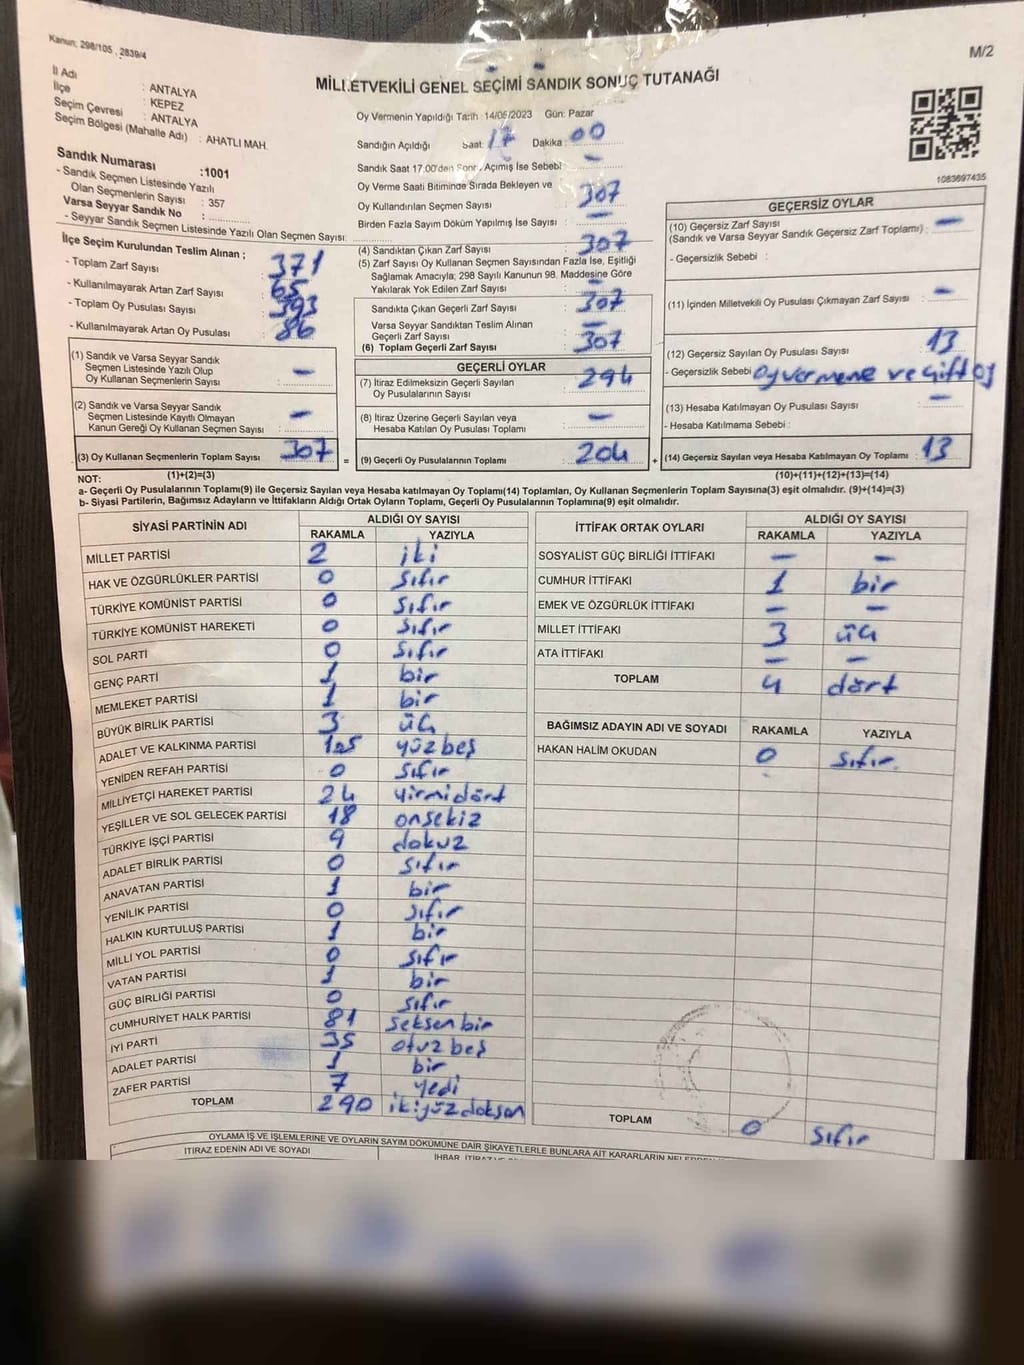 Kanun; 298/105 , 2839/4
M/2
MİLLETVEKİLİ GENEL SEÇİMİ SANDIK SONUÇ TUTANAĞI
İl Adı : ANTALYA
İlçe : KEPEZ
Seçim Çevresi : ANTALYA
Seçim Bölgesi (Mahalle Adı) : AHATLI MAH.
Sandık Numarası :1001
- Sandık Seçmen Listesinde Yazılı
Olan Seçmenlerin Sayısı : 357
Varsa Seyyar Sandık No :
- Seyyar Sandık Seçmen Listesinde Yazılı Olan Seçmen Sayısı:
İlçe Seçim Kurulundan Teslim Alınan ;
- Toplam Zarf Sayısı : 371
- Kullanılmayarak Artan Zarf Sayısı : 65
- Toplam Oy Pusulası Sayısı : 393
- Kullanılmayarak Artan Oy Pusulası : 86
(1) Sandık ve Varsa Seyyar Sandık
Seçmen Listesinde Yazılı Olup
Oy Kullanan Seçmenlerin Sayısı : –
(2) Sandık ve Varsa Seyyar Sandık
Seçmen Listesinde Kayıtlı Olmayan
Kanun Gereği Oy Kullanan Seçmen Sayısı : –
(3) Oy Kullanan Seçmenlerin Toplam Sayısı : 307 =
(1)+(2)=(3)
Oy Vermenin Yapıldığı Tarih :14/05/2023 Gün: Pazar
Sandığın Açıldığı Saat: 17 Dakika : 00
Sandık Saat 17.00'den Sonra Açımış İse Sebebi : –
Oy Verme Saati Bitiminde Sırada Bekleyen ve
Oy Kullandırılan Seçmen Sayısı : 307
Birden Fazla Sayım Döküm Yapılmış İse Sayısı : –
(4) Sandıktan Çıkan Zarf Sayısı : 307
(5) Zarf Sayısı Oy Kullanan Seçmen Sayısından Fazla İse, Eşitliği
Sağlamak Amacıyla; 298 Sayılı Kanunun 98. Maddesine Göre
Yakılarak Yok Edilen Zarf Sayısı : –
Sandıkta Çıkan Geçerli Zarf Sayısı : 307
Varsa Seyyar Sandıktan Teslim Alınan
Geçerli Zarf Sayısı : –
(6) Toplam Geçerli Zarf Sayısı : 307
GEÇERLİ OYLAR
(7) İtiraz Edilmeksizin Geçerli Sayılan
Oy Pusulalarının Sayısı : 294
(8) İtiraz Üzerine Geçerli Sayılan veya
Hesaba Katılan Oy Pusulası Toplamı : –
(9) Geçerli Oy Pusulalarının Toplamı : 204 +
1083697435
GEÇERSİZ OYLAR
(10) Geçersiz Zarf Sayısı
(Sandık ve Varsa Seyyar Sandık Geçersiz Zarf Toplamı) : –
- Geçersizlik Sebebi :
(11) İçinden Milletvekili Oy Pusulası Çıkmayan Zarf Sayısı : –
(12) Geçersiz Sayılan Oy Pusulası Sayısı : 13
- Geçersizlik Sebebi : oy vermeme ve Çift oy
(13) Hesaba Katılmayan Oy Pusulası Sayısı : –
- Hesaba Katılmama Sebebi :
(14) Geçersiz Sayılan veya Hesaba Katılmayan Oy Toplamı : 13
(10)+(11)+(12)+(13)=(14)
NOT:
a- Geçerli Oy Pusulalarının Toplamı(9) ile Geçersiz Sayılan veya Hesaba katılmayan Oy Toplamı(14) Toplamları, Oy Kullanan Seçmenlerin Toplam Sayısına(3) eşit olmalıdır. (9)+(14)=(3)
b- Siyasi Partilerin, Bağımsız Adayların ve İttifakların Aldığı Ortak Oyların Toplamı, Geçerli Oy Pusulalarının Toplamına(9) eşit olmalıdır.
SİYASİ PARTİNİN ADI ALDIĞI OY SAYISI
RAKAMLA YAZIYLA
MİLLET PARTİSİ 2 iki
HAK VE ÖZGÜRLÜKLER PARTİSİ 0 sıfır
TÜRKİYE KOMÜNİST PARTİSİ 0 sıfır
TÜRKİYE KOMÜNİST HAREKETİ 0 sıfır
SOL PARTİ 0 sıfır
GENÇ PARTİ 1 bir
MEMLEKET PARTİSİ 1 bir
BÜYÜK BİRLİK PARTİSİ 3 üç
ADALET VE KALKINMA PARTİSİ 105 yüz beş
YENİDEN REFAH PARTİSİ 0 sıfır
MİLLİYETÇİ HAREKET PARTİSİ 24 yirmi dört
YEŞİLLER VE SOL GELECEK PARTİSİ 18 onsekiz
TÜRKİYE İŞÇİ PARTİSİ 9 dokuz
ADALET BİRLİK PARTİSİ 0 sıfır
ANAVATAN PARTİSİ 1 bir
YENİLİK PARTİSİ 0 sıfır
HALKIN KURTULUŞ PARTİSİ 1 bir
MİLLİ YOL PARTİSİ 0 sıfır
VATAN PARTİSİ 1 bir
GÜÇ BİRLİĞİ PARTİSİ 0 sıfır
CUMHURİYET HALK PARTİSİ 81 seksen bir
İYİ PARTİ 35 otuz beş
ADALET PARTİSİ 1 bir
ZAFER PARTİSİ 7 yedi
TOPLAM 290 ikiyüz doksan
İTTİFAK ORTAK OYLARI ALDIĞI OY SAYISI
RAKAMLA YAZIYLA
SOSYALİST GÜÇ BİRLİĞİ İTTİFAKI – –
CUMHUR İTTİFAKI 1 bir
EMEK VE ÖZGÜRLÜK İTTİFAKI – –
MİLLET İTTİFAKI 3 üç
ATA İTTİFAKI – –
TOPLAM 4 dört
BAĞIMSIZ ADAYIN ADI VE SOYADI RAKAMLA YAZIYLA
HAKAN HALİM OKUDAN 0 sıfır
TOPLAM 0 sıfır
OYLAMA İŞ VE İŞLEMLERİNE VE OYLARIN SAYIM DÖKÜMÜNE DAİR ŞİKAYETLERLE BUNLARA AİT KARARLARIN
İTİRAZ EDENİN ADI VE SOYADI